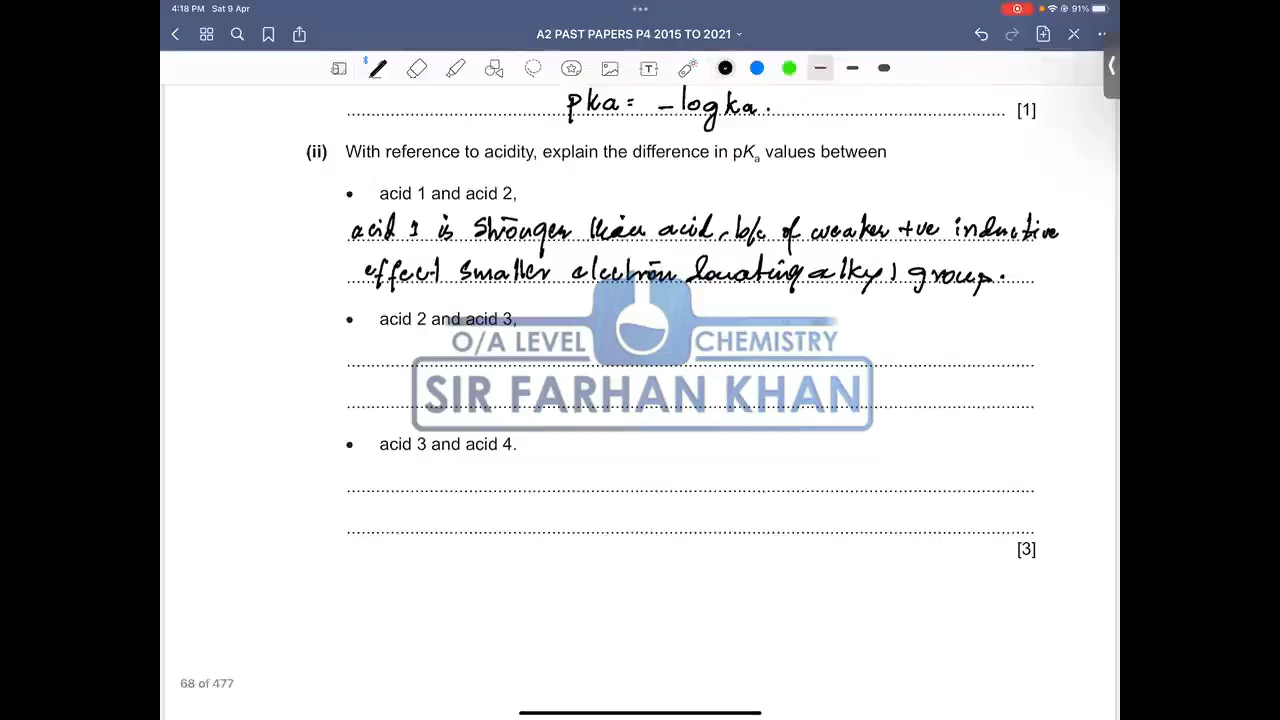 4:18 PM Sat 9 Apr
91%
A2 PAST PAPERS P4 2015 TO 2021
pKa = -logka.
[1]
(ii) With reference to acidity, explain the difference in pKa values between
• acid 1 and acid 2,
acid 1 is stronger than acid, b/c of weaker +ve inductive
effect smaller electron donating alkyl group.
• acid 2 and acid 3,
O/A LEVEL CHEMISTRY
SIR FARHAN KHAN
• acid 3 and acid 4.
[3]
68 of 477